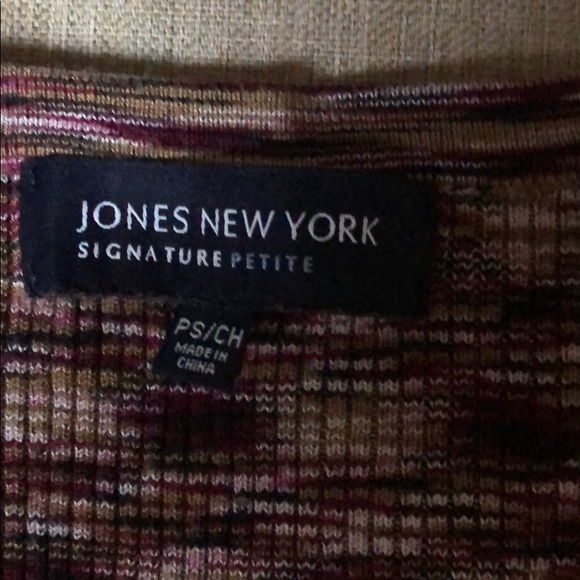 JONES NEW YORK
SIGNATURE PETITE
PS/CH
MADE IN
CHINA